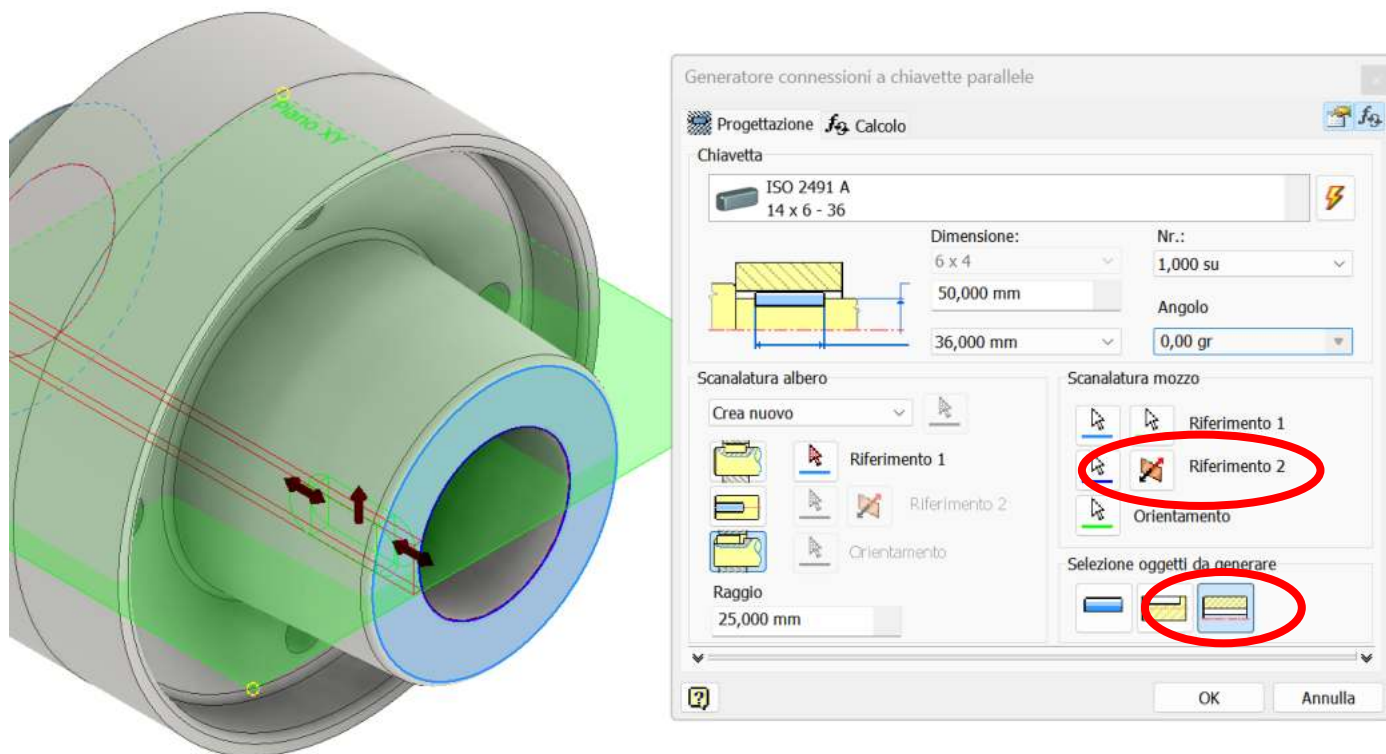 Piano XY
Generatore connessioni a chiavette parallele
Progettazione
Calcolo
Chiavetta
ISO 2491 A
14 x 6 - 36
Dimensione:
Nr.:
6 x 4
1,000 su
50,000 mm
Angolo
36,000 mm
0,00 gr
Scanalatura albero
Scanalatura mozzo
Crea nuovo
Riferimento 1
Riferimento 1
Riferimento 2
Riferimento 2
Orientamento
Orientamento
Selezione oggetti da generare
Raggio
25,000 mm
OK
Annulla